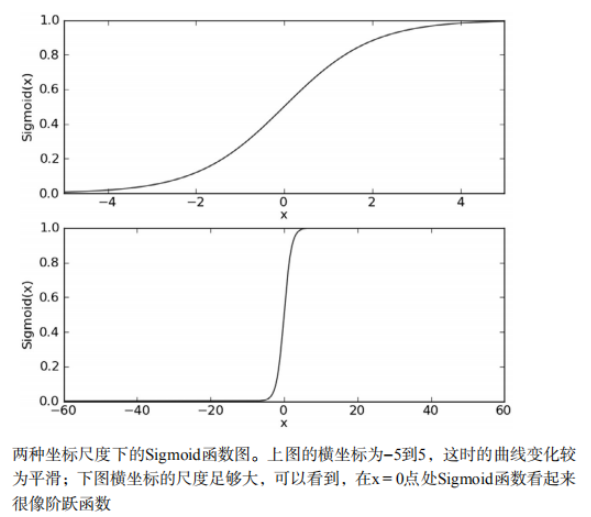 1.0
0.8
0.6
0.4
0.2
0.0
Sigmoid(x)
−4 −2 0 2 4
x
1.0
0.8
0.6
0.4
0.2
0.0
Sigmoid(x)
−60 −40 −20 0 20 40 60
x
两种坐标尺度下的Sigmoid函数图。上图的横坐标为−5到5，这时的曲线变化较
为平滑；下图横坐标的尺度足够大，可以看到，在x = 0点处Sigmoid函数看起来
很像阶跃函数